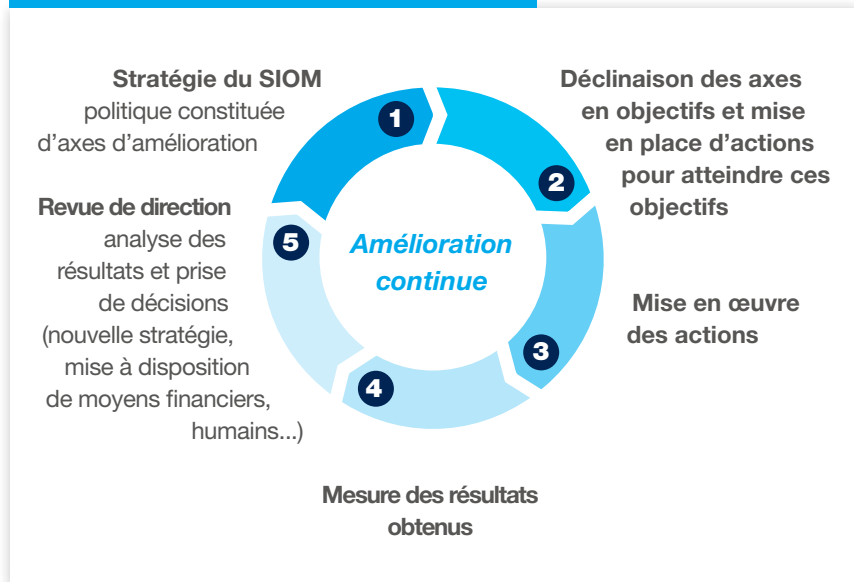 Stratégie du SIOM
politique constituée
d’axes d’amélioration
1
Déclinaison des axes
en objectifs et mise
en place d’actions
pour atteindre ces
objectifs
2
Mise en œuvre
des actions
3
Mesure des résultats
obtenus
4
Revue de direction
analyse des
résultats et prise
de décisions
(nouvelle stratégie,
mise à disposition
de moyens financiers,
humains...)
5
Amélioration
continue